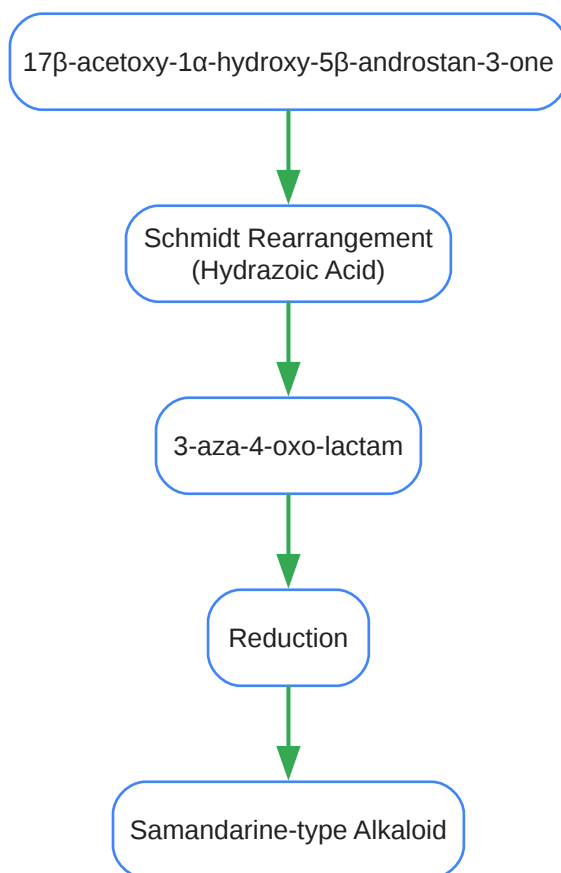 17β-acetoxy-1α-hydroxy-5β-androstan-3-one
Schmidt Rearrangement
(Hydrazoic Acid)
3-aza-4-oxo-lactam
Reduction
Samandarine-type Alkaloid